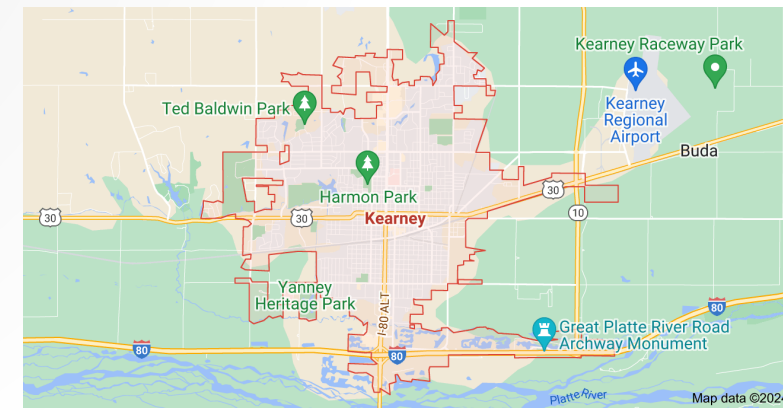 Kearney Raceway Park
Ted Baldwin Park
Kearney
Regional
Airport
Buda
Harmon Park
30
30
30
Kearney
10
Yanney
Heritage Park
I-80 ALT
80
Great Platte River Road
Archway Monument
80
80
Platte River
Map data ©2024